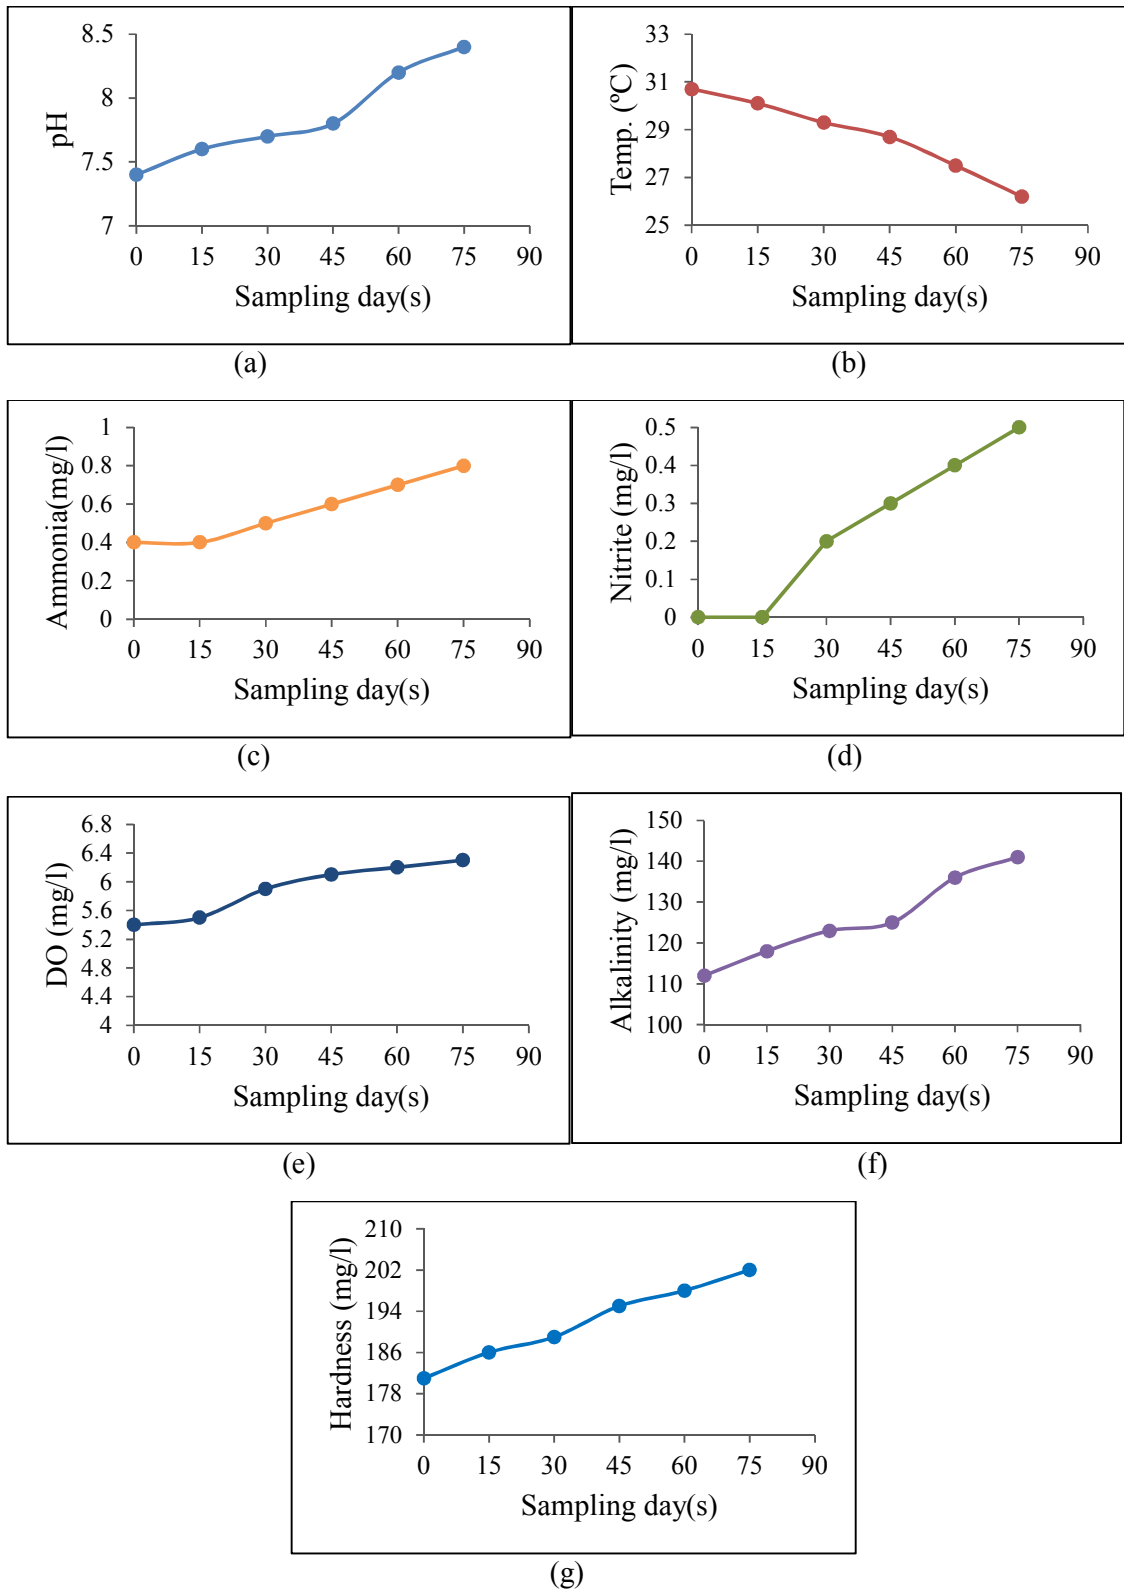 8.5
8
7.5
7
pH
0 15 30 45 60 75 90
Sampling day(s)
(a)
33
31
29
27
25
Temp. (ºC)
0 15 30 45 60 75 90
Sampling day(s)
(b)
1
0.8
0.6
0.4
0.2
0
Ammonia(mg/l)
0 15 30 45 60 75 90
Sampling day(s)
(c)
0.5
0.4
0.3
0.2
0.1
0
Nitrite (mg/l)
0 15 30 45 60 75 90
Sampling day(s)
(d)
6.8
6.4
6
5.6
5.2
4.8
4.4
4
DO (mg/l)
0 15 30 45 60 75 90
Sampling day(s)
(e)
150
140
130
120
110
100
Alkalinity (mg/l)
0 15 30 45 60 75 90
Sampling day(s)
(f)
210
202
194
186
178
170
Hardness (mg/l)
0 15 30 45 60 75 90
Sampling day(s)
(g)